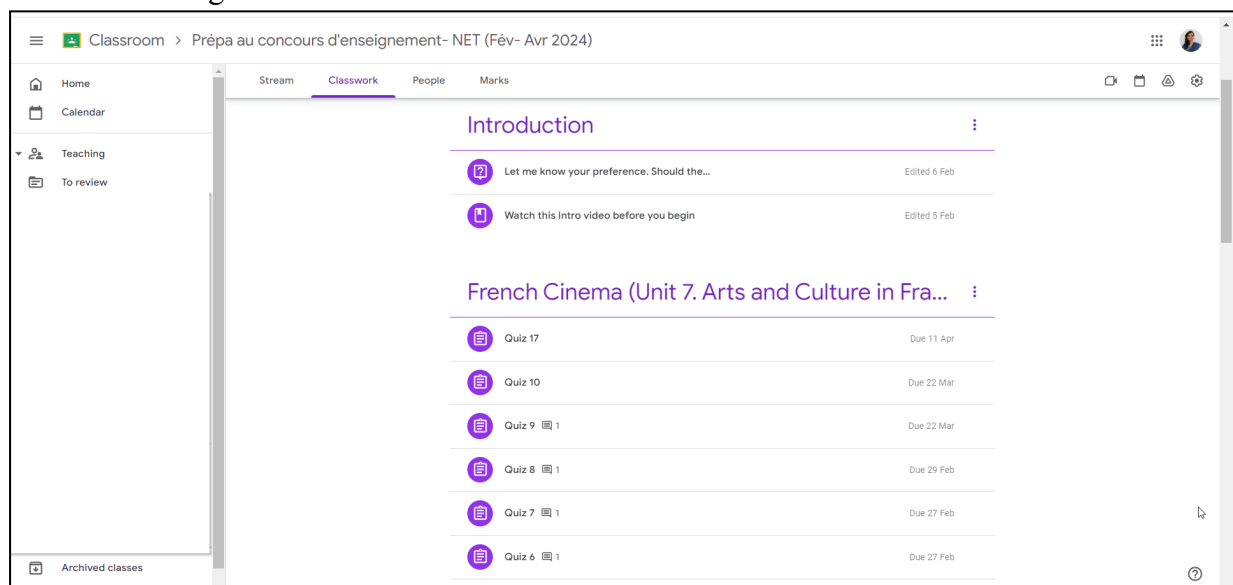 Classroom > Prépa au concours d'enseignement- NET (Fév- Avr 2024)
Home
Calendar
Teaching
To review
Archived classes
Stream Classwork People Marks
Introduction
Let me know your preference. Should the... Edited 6 Feb
Watch this Intro video before you begin Edited 5 Feb
French Cinema (Unit 7. Arts and Culture in Fra...
Quiz 17 Due 11 Apr
Quiz 10 Due 22 Mar
Quiz 9 1 Due 22 Mar
Quiz 8 1 Due 29 Feb
Quiz 7 1 Due 27 Feb
Quiz 6 1 Due 27 Feb